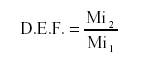 D.E.F. = Mi₂ / Mi₁